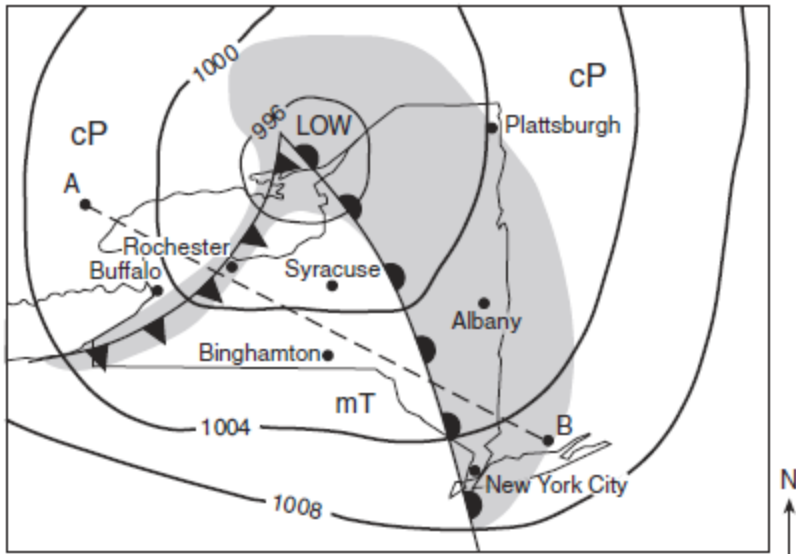 1000
cP
cP
996
LOW
Plattsburgh
A
Rochester
Buffalo
Syracuse
Albany
Binghamton
mT
B
1004
New York City
1008
N